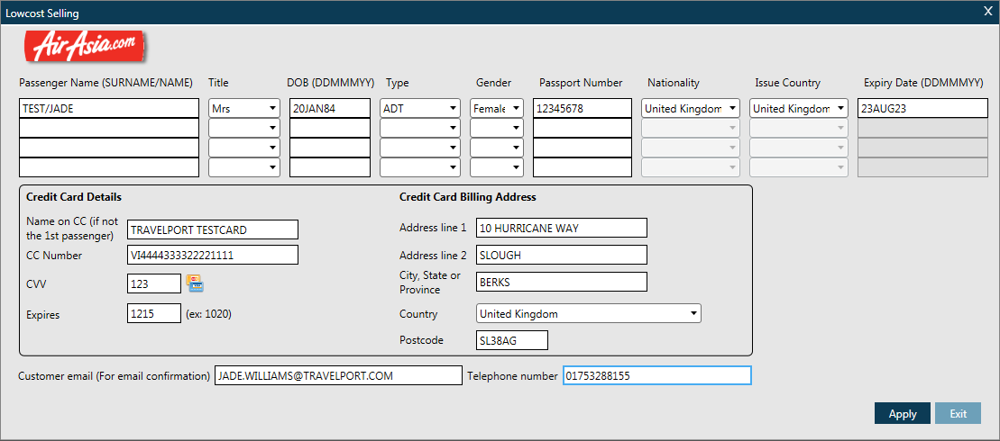 Lowcost Selling X
AirAsia.com
Passenger Name (SURNAME/NAME) Title DOB (DDMMMYY) Type Gender Passport Number Nationality Issue Country Expiry Date (DDMMMYY)
TEST/JADE Mrs 20JAN84 ADT Female 12345678 United Kingdom United Kingdom 23AUG23
Credit Card Details
Name on CC (if not
the 1st passenger) TRAVELPORT TESTCARD
CC Number VI4444333322221111
CVV 123
Expires 1215 (ex: 1020)
Credit Card Billing Address
Address line 1 10 HURRICANE WAY
Address line 2 SLOUGH
City, State or
Province BERKS
Country United Kingdom
Postcode SL38AG
Customer email (For email confirmation) JADE.WILLIAMS@TRAVELPORT.COM Telephone number 01753288155
Apply Exit